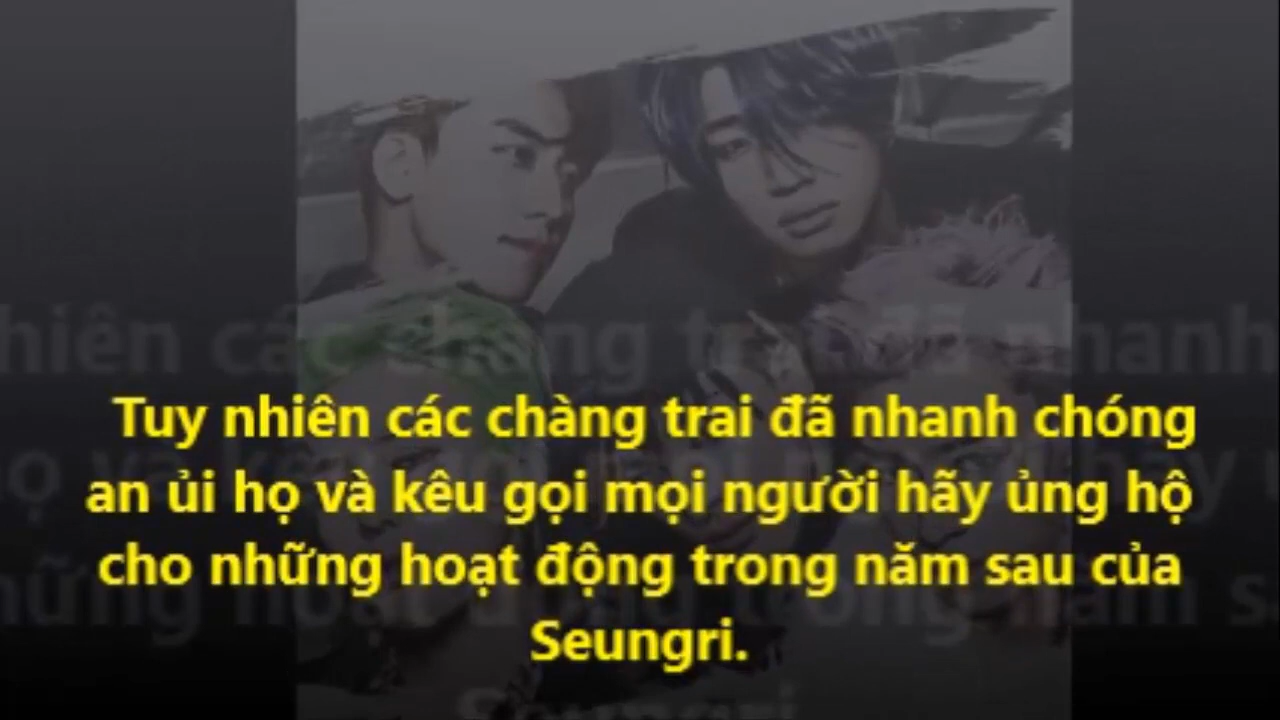 Tuy nhiên các chàng trai đã nhanh chóng
an ủi họ và kêu gọi mọi người hãy ủng hộ
cho những hoạt động trong năm sau của
Seungri.